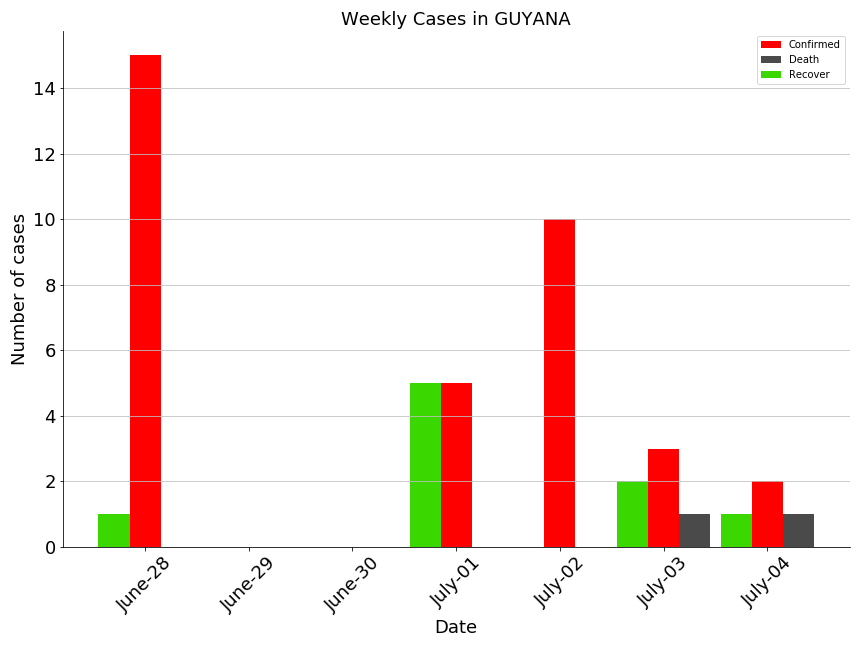 Weekly Cases in GUYANA
Confirmed
Death
Recover
Number of cases
14
12
10
8
6
4
2
0
June-28
June-29
June-30
July-01
July-02
July-03
July-04
Date